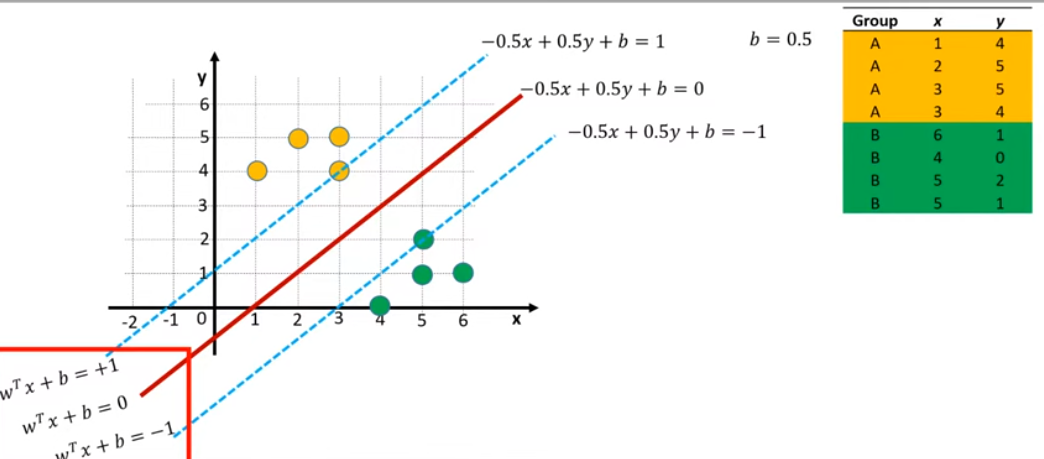 −0.5x + 0.5y + b = 1
b = 0.5
−0.5x + 0.5y + b = 0
−0.5x + 0.5y + b = −1
Group x y
A 1 4
A 2 5
A 3 5
A 3 4
B 6 1
B 4 0
B 5 2
B 5 1
y
6
5
4
3
2
1
-2 -1 0 1 2 3 4 5 6 x
wᵀx + b = +1
wᵀx + b = 0
wᵀx + b = −1